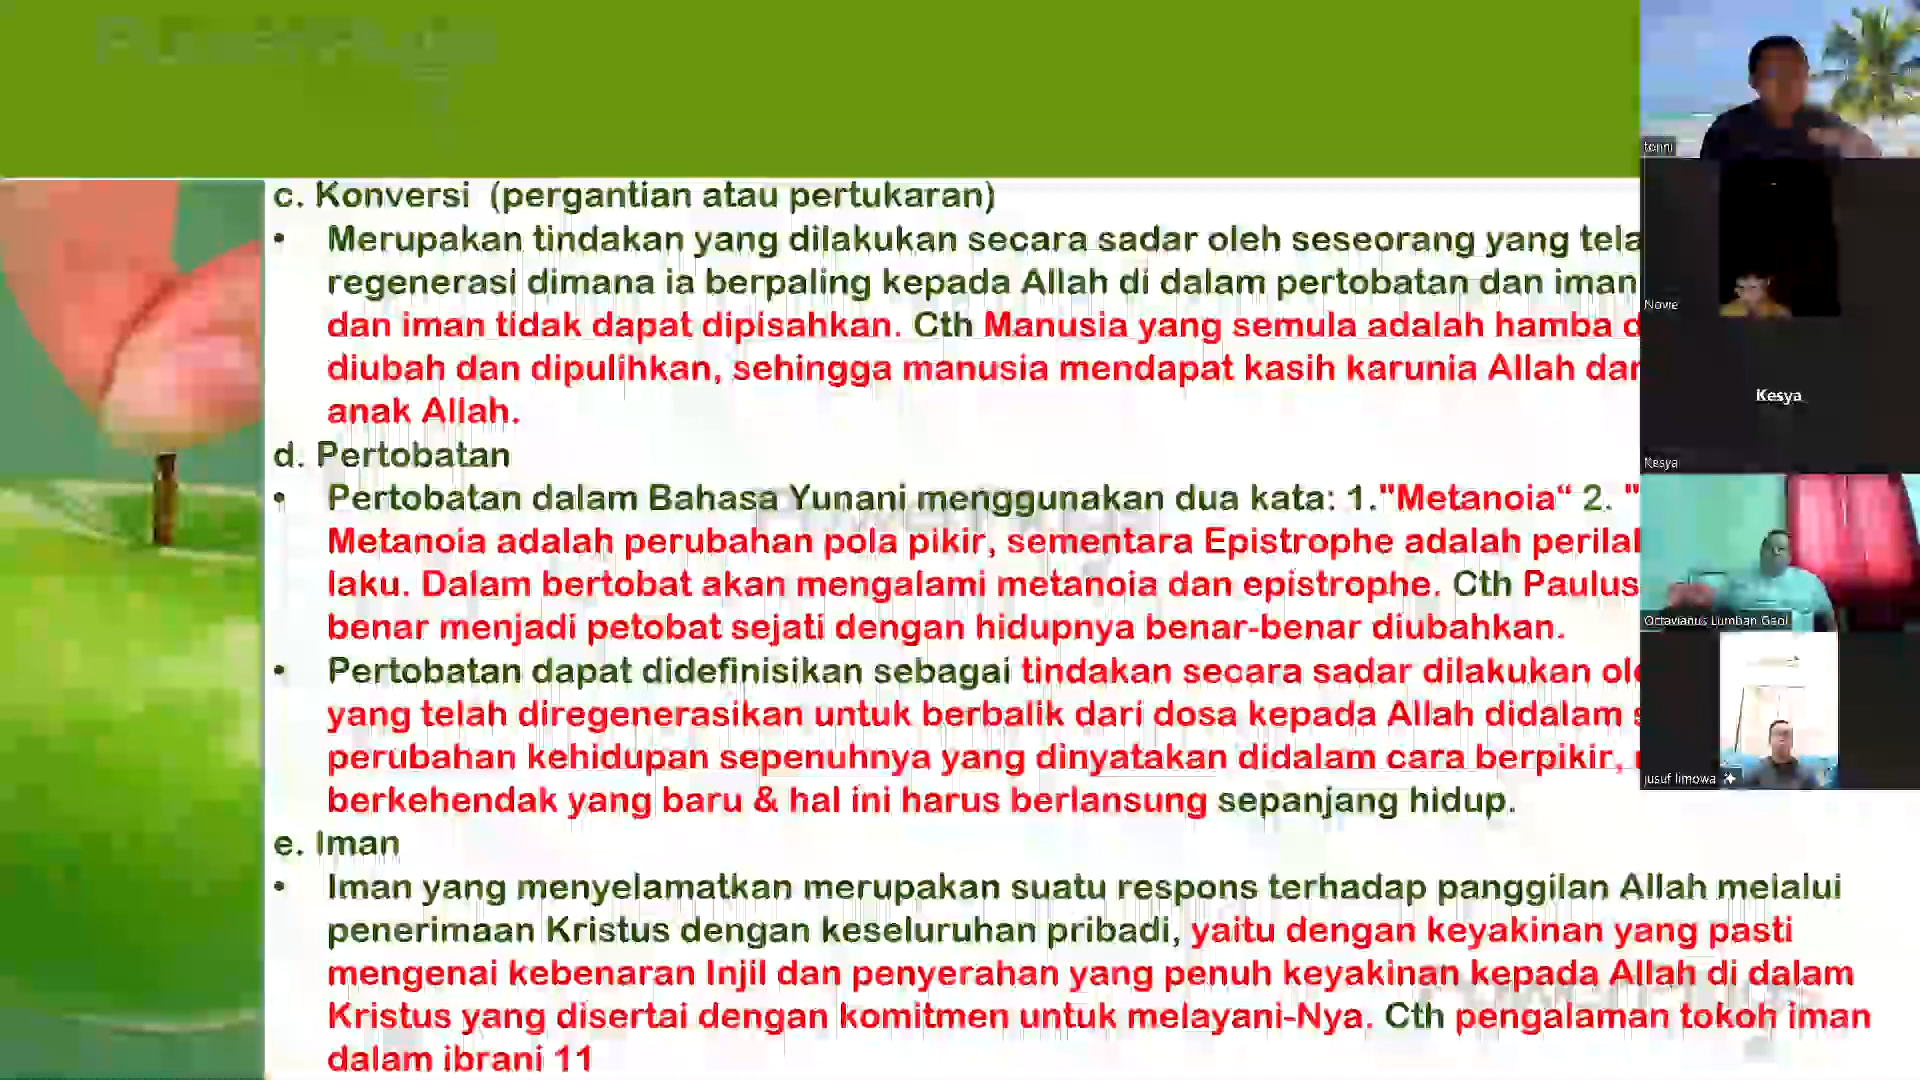 c. Konversi (pergantian atau pertukaran)
• Merupakan tindakan yang dilakukan secara sadar oleh seseorang yang
regenerasi dimana ia berpaling kepada Allah di dalam pertobatan dan iman
dan iman tidak dapat dipisahkan. Cth Manusia yang semula adalah hamba
diubah dan dipulihkan, sehingga manusia mendapat kasih karunia Allah
anak Allah.
d. Pertobatan
• Pertobatan dalam Bahasa Yunani menggunakan dua kata: 1."Metanoia“ 2. "
Metanoia adalah perubahan pola pikir, sementara Epistrophe adalah
laku. Dalam bertobat akan mengalami metanoia dan epistrophe. Cth Paulus
benar menjadi petobat sejati dengan hidupnya benar-benar diubahkan.
• Pertobatan dapat didefinisikan sebagai tindakan secara sadar dilakukan
yang telah diregenerasikan untuk berbalik dari dosa kepada Allah didalam
perubahan kehidupan sepenuhnya yang dinyatakan didalam cara berpikir,
berkehendak yang baru & hal ini harus berlansung sepanjang hidup.
e. Iman
• Iman yang menyelamatkan merupakan suatu respons terhadap panggilan Allah melalui
penerimaan Kristus dengan keseluruhan pribadi, yaitu dengan keyakinan yang pasti
mengenai kebenaran Injil dan penyerahan yang penuh keyakinan kepada Allah di dalam
Kristus yang disertai dengan komitmen untuk melayani-Nya. Cth pengalaman tokoh iman
dalam ibrani 11
tonni
Novie
Kesya
Kesya
Octavianus Lumban Gaol
jusuf limowa